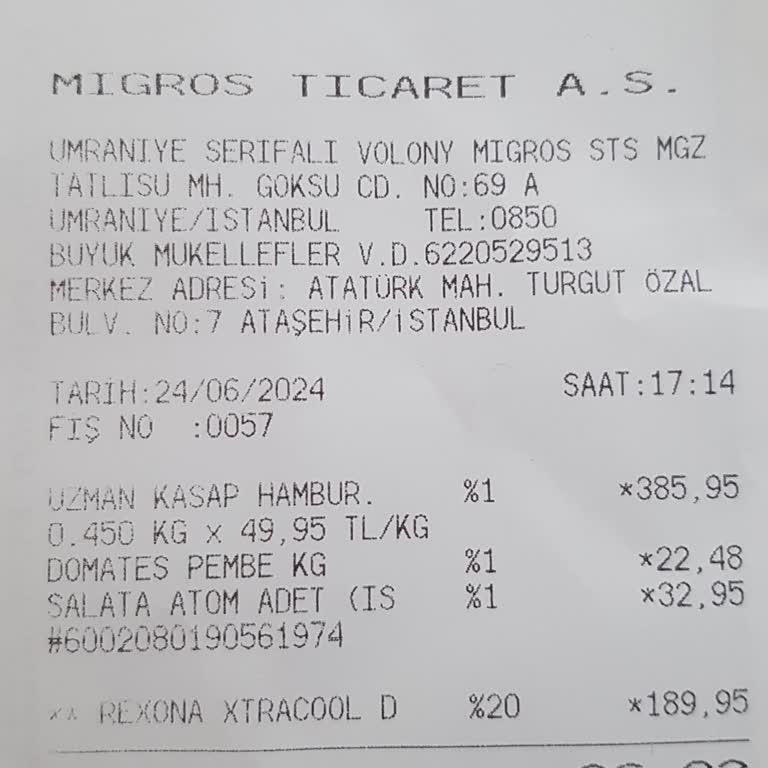 MIGROS TICARET A.S.
UMRANIYE SERIFALI VOLONY MIGROS STS MGZ
TATLISU MH. GOKSU CD. NO:69 A
UMRANIYE/ISTANBUL TEL:0850
BUYUK MUKELLEFLER V.D.6220529513
MERKEZ ADRESi: ATATÜRK MAH. TURGUT ÖZAL
BULV. NO:7 ATAŞEHiR/iSTANBUL
TARİH:24/06/2024 SAAT:17:14
FİŞ NO :0057
UZMAN KASAP HAMBUR. %1 *385,95
0.450 KG x 49,95 TL/KG
DOMATES PEMBE KG %1 *22,48
SALATA ATOM ADET (IS %1 *32,95
#6002080190561974
** REXONA XTRACOOL D %20 *189,95